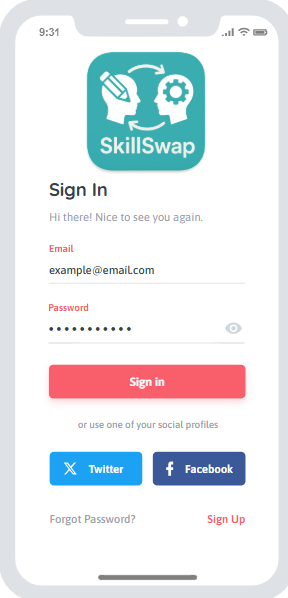 9:31
SkillSwap
Sign In
Hi there! Nice to see you again.
Email
example@email.com
Password
•••••••••••
Sign in
or use one of your social profiles
Twitter Facebook
Forgot Password? Sign Up